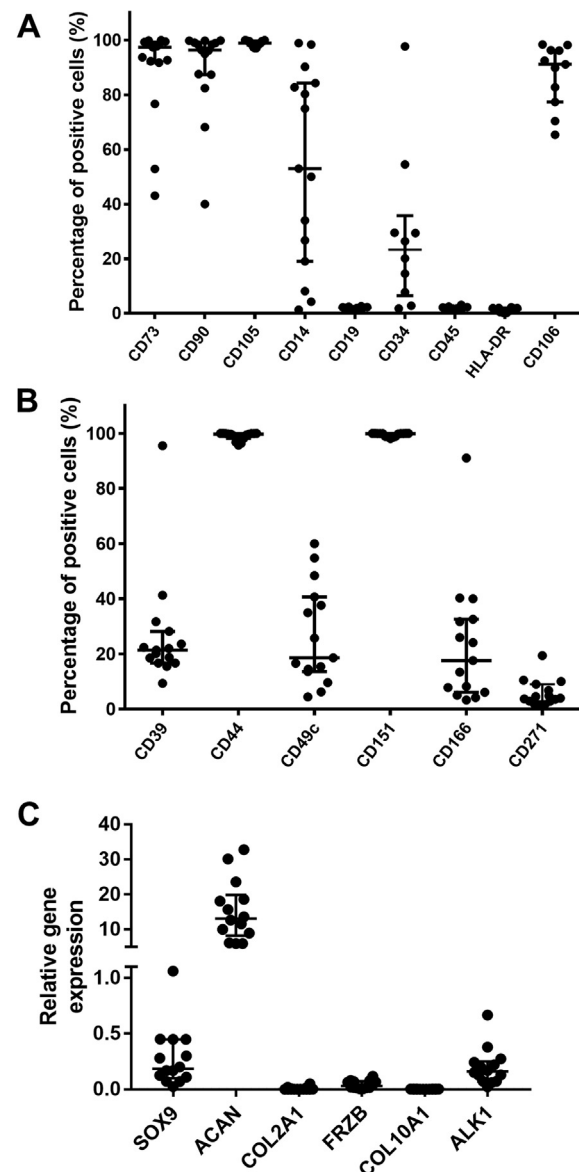 A
Percentage of positive cells (%)
100
80
60
40
20
0
CD73 CD90 CD105 CD14 CD19 CD34 CD45 HLA-DR CD106
B
Percentage of positive cells (%)
100
80
60
40
20
0
CD39 CD44 CD49c CD151 CD166 CD271
C
Relative gene
expression
40
30
20
10
1.0
0.5
0.0
SOX9 ACAN COL2A1 FRZB COL10A1 ALK1